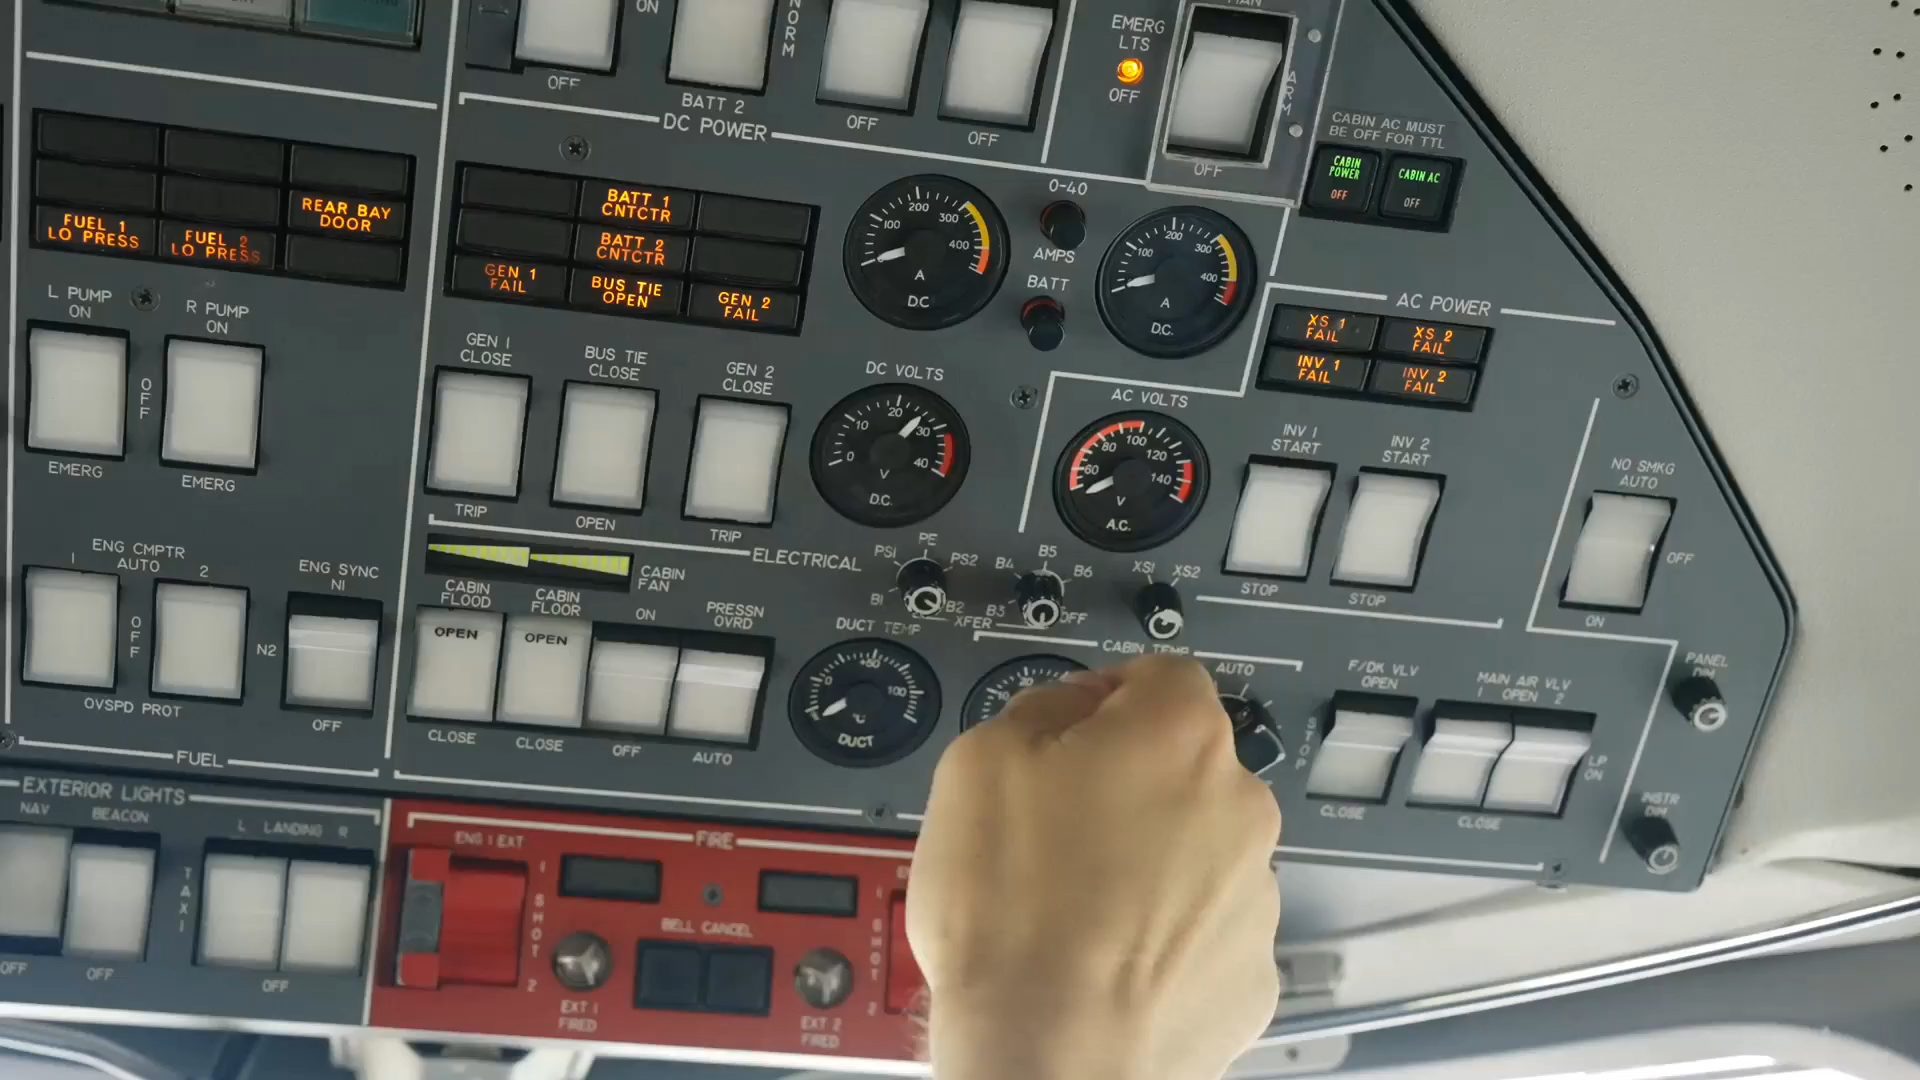 ON
OFF
BATT 2
NORM
OFF
OFF
EMERG
LTS
OFF
ARM
OFF
CABIN AC MUST
BE OFF FOR TTL
CABIN
POWER
OFF
CABIN AC
OFF
DC POWER
FUEL 1
LO PRESS
FUEL 2
LO PRESS
REAR BAY
DOOR
BATT 1
CNTCTR
BATT 2
CNTCTR
GEN 1
FAIL
BUS TIE
OPEN
GEN 2
FAIL
100
200
300
400
A
DC
0-40
AMPS
BATT
100
200
300
400
A
D.C.
AC POWER
XS 1
FAIL
XS 2
FAIL
INV 1
FAIL
INV 2
FAIL
L PUMP
ON
R PUMP
ON
OFF
EMERG
EMERG
GEN 1
CLOSE
BUS TIE
CLOSE
GEN 2
CLOSE
TRIP
OPEN
TRIP
DC VOLTS
0
10
20
30
40
V
D.C.
AC VOLTS
60
80
100
120
140
V
A.C.
INV 1
START
INV 2
START
STOP
STOP
NO SMKG
AUTO
OFF
ON
ELECTRICAL
PS1
PE
PS2
B1
B2
B3
B4
B5
B6
OFF
XFER
XS1
XS2
ENG CMPTR
1
AUTO
2
OFF
OVSPD PROT
ENG SYNC
N1
N2
OFF
FUEL
CABIN
FLOOD
CABIN
FLOOR
CABIN
FAN
ON
PRESSN
OVRD
OPEN
OPEN
CLOSE
CLOSE
OFF
AUTO
DUCT TEMP
0
+50
100
°C
DUCT
10
20
CABIN TEMP
AUTO
STOP
F/DK VLV
OPEN
CLOSE
MAIN AIR VLV
1 OPEN 2
CLOSE
LP
ON
PANEL
DIM
INSTR
DIM
EXTERIOR LIGHTS
NAV
BEACON
L LANDING R
TAXI
OFF
OFF
OFF
FIRE
ENG 1 EXT
1
SHOT
2
EXT 1
FIRED
BELL CANCEL
EXT 2
FIRED
1
SHOT
2